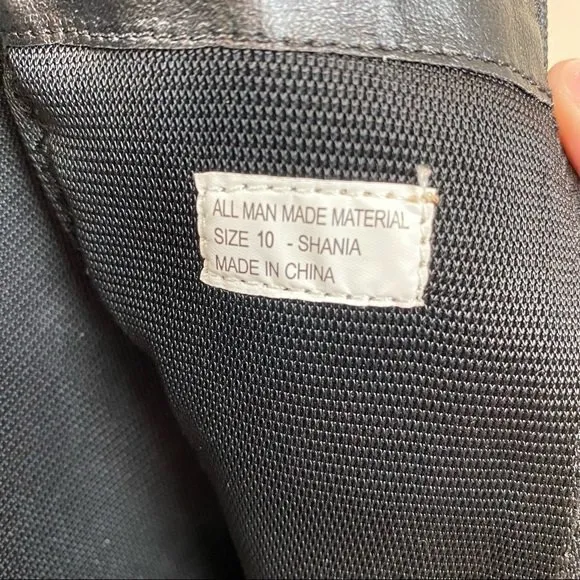 ALL MAN MADE MATERIAL
SIZE 10 - SHANIA
MADE IN CHINA